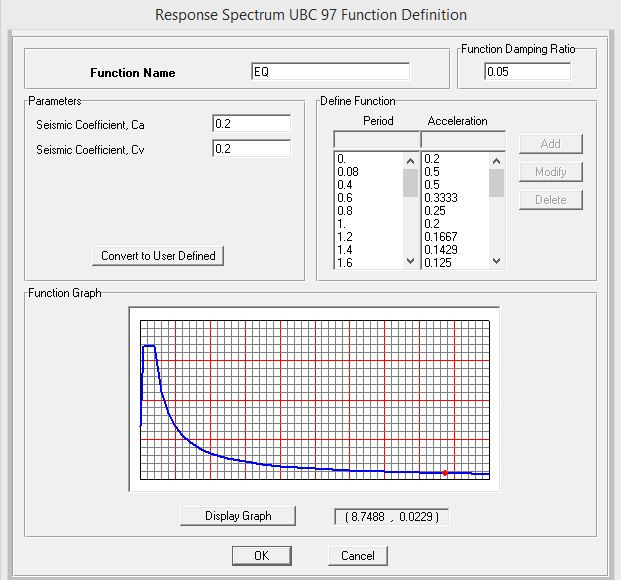 Response Spectrum UBC 97 Function Definition
Function Name EQ
Function Damping Ratio
0.05
Parameters
Seismic Coefficient, Ca 0.2
Seismic Coefficient, Cv 0.2
Convert to User Defined
Define Function
Period Acceleration
0. 0.2
0.08 0.5
0.4 0.5
0.6 0.3333
0.8 0.25
1. 0.2
1.2 0.1667
1.4 0.1429
1.6 0.125
Add
Modify
Delete
Function Graph
Display Graph ( 8.7488 , 0.0229 )
OK Cancel